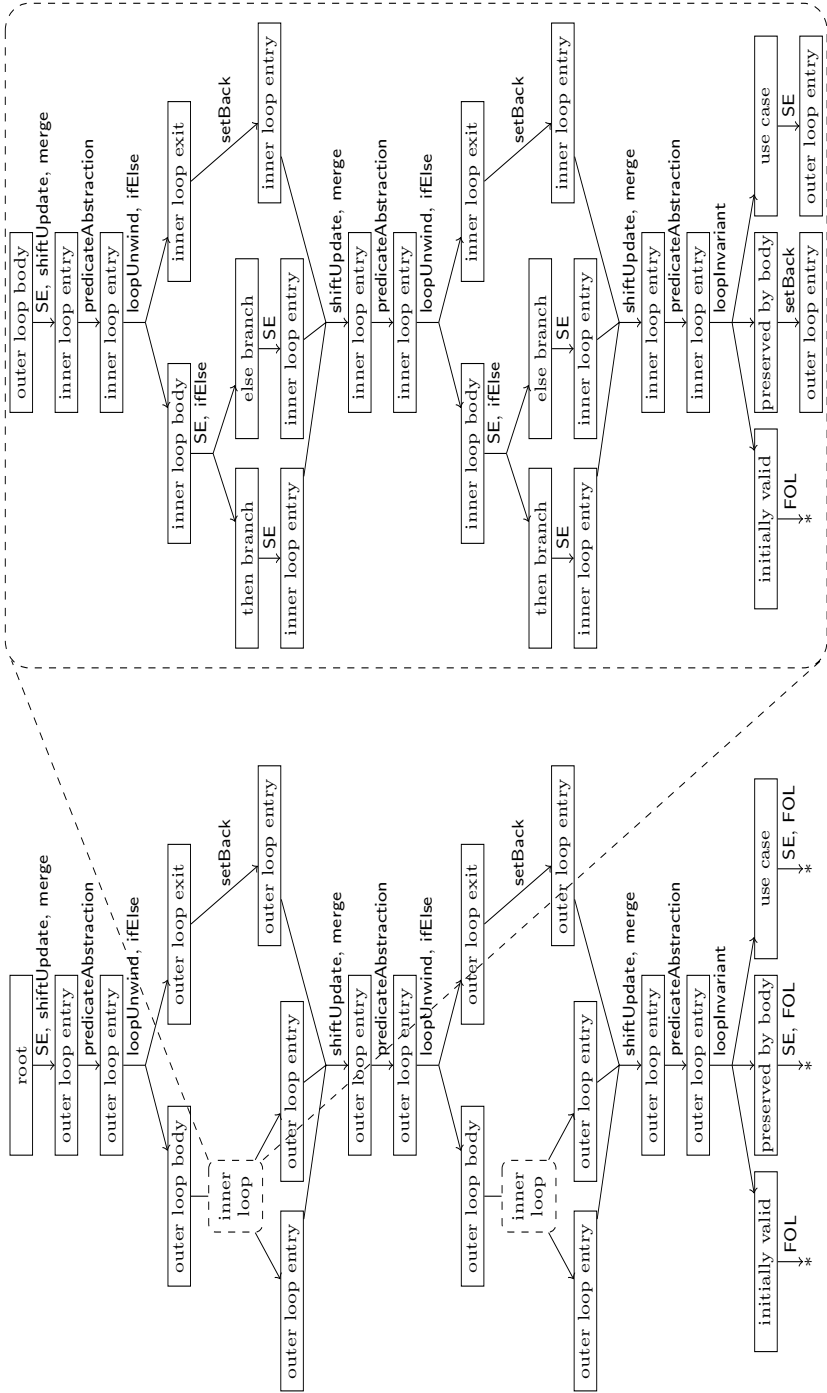 root
SE, shiftUpdate, merge
outer loop entry
predicateAbstraction
outer loop entry
loopUnwind, ifElse
outer loop body
outer loop exit
inner
loop
setBack
outer loop entry
outer loop entry
outer loop entry
shiftUpdate, merge
outer loop entry
predicateAbstraction
outer loop entry
loopUnwind, ifElse
outer loop body
outer loop exit
inner
loop
setBack
outer loop entry
outer loop entry
outer loop entry
shiftUpdate, merge
outer loop entry
predicateAbstraction
outer loop entry
loopInvariant
initially valid
preserved by body
use case
FOL
SE, FOL
SE, FOL
*
*
*
outer loop body
SE, shiftUpdate, merge
inner loop entry
predicateAbstraction
inner loop entry
loopUnwind, ifElse
inner loop body
inner loop exit
SE, ifElse
setBack
then branch
else branch
SE
SE
inner loop entry
inner loop entry
inner loop entry
shiftUpdate, merge
inner loop entry
predicateAbstraction
inner loop entry
loopUnwind, ifElse
inner loop body
inner loop exit
SE, ifElse
setBack
then branch
else branch
SE
SE
inner loop entry
inner loop entry
inner loop entry
shiftUpdate, merge
inner loop entry
predicateAbstraction
inner loop entry
loopInvariant
initially valid
preserved by body
use case
FOL
setBack
SE
*
outer loop entry
outer loop entry